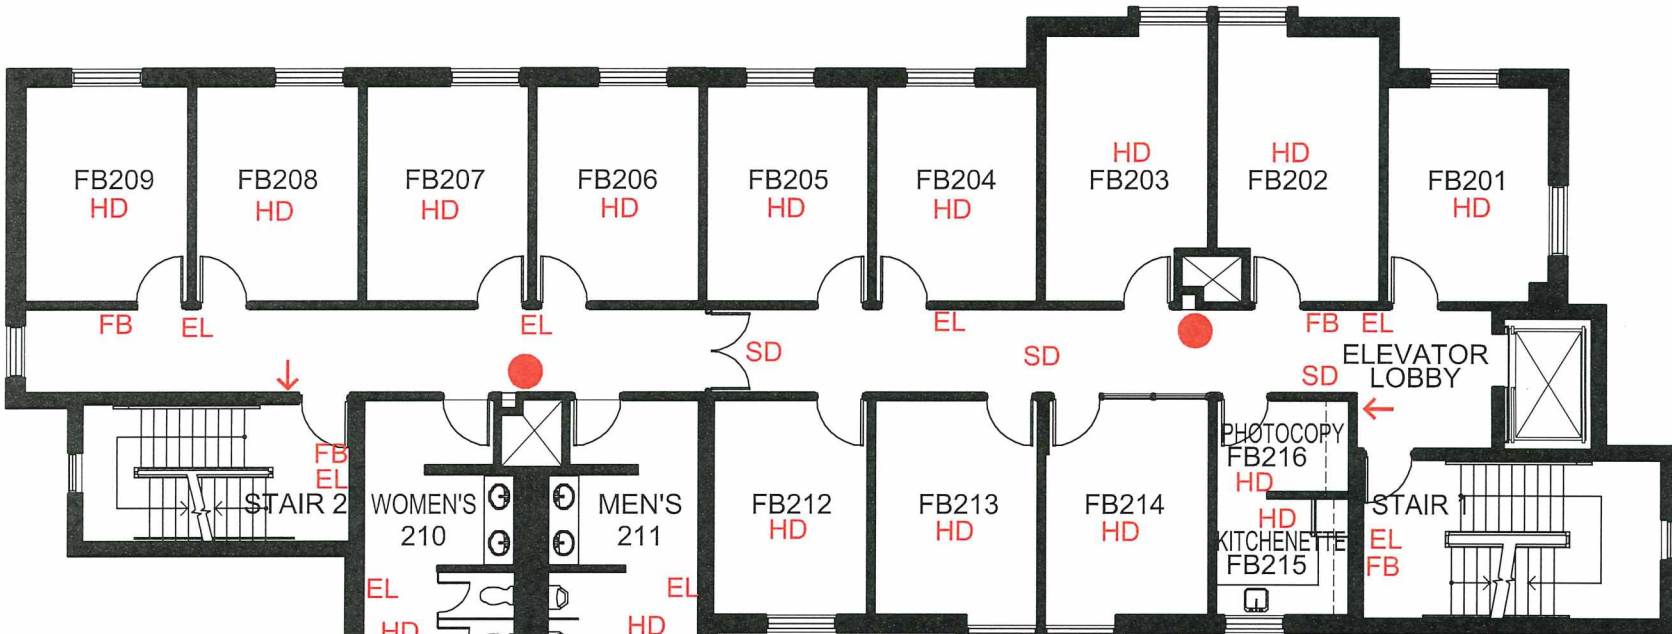 FB209
HD
FB208
HD
FB207
HD
FB206
HD
FB205
HD
FB204
HD
HD
FB203
HD
FB202
FB201
HD
FB
EL
EL
SD
EL
SD
FB
EL
SD
ELEVATOR
LOBBY
FB
EL
STAIR 2
WOMEN'S
210
EL
HD
MEN'S
211
EL
HD
FB212
HD
FB213
HD
FB214
HD
PHOTOCOPY
FB216
HD
HD
KITCHENETTE
FB215
STAIR 1
EL
FB